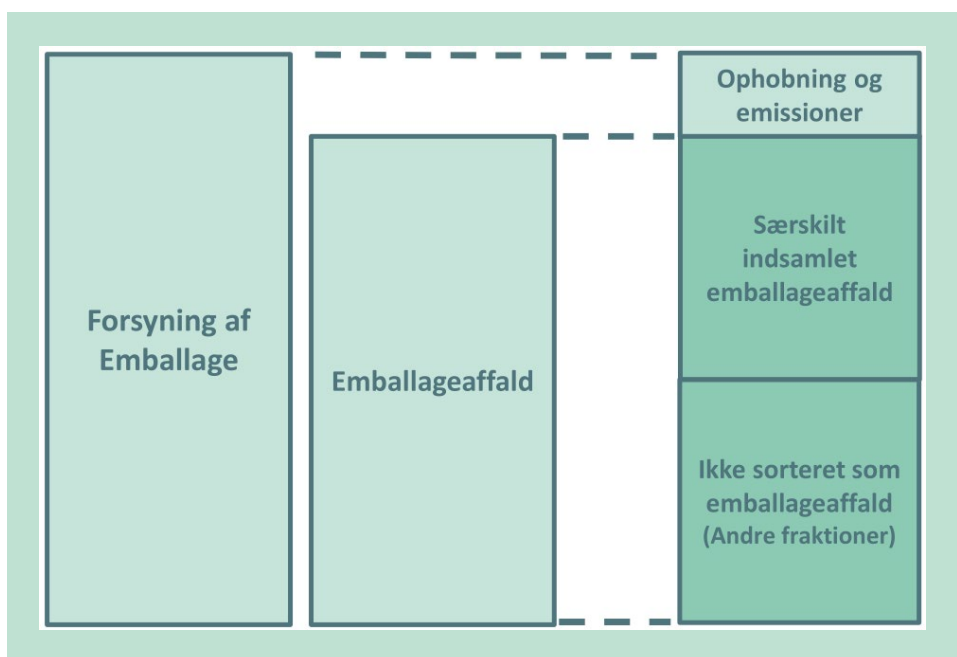 Forsyning af
Emballage
Emballageaffald
Ophobning og
emissioner
Særskilt
indsamlet
emballageaffald
Ikke sorteret som
emballageaffald
(Andre fraktioner)